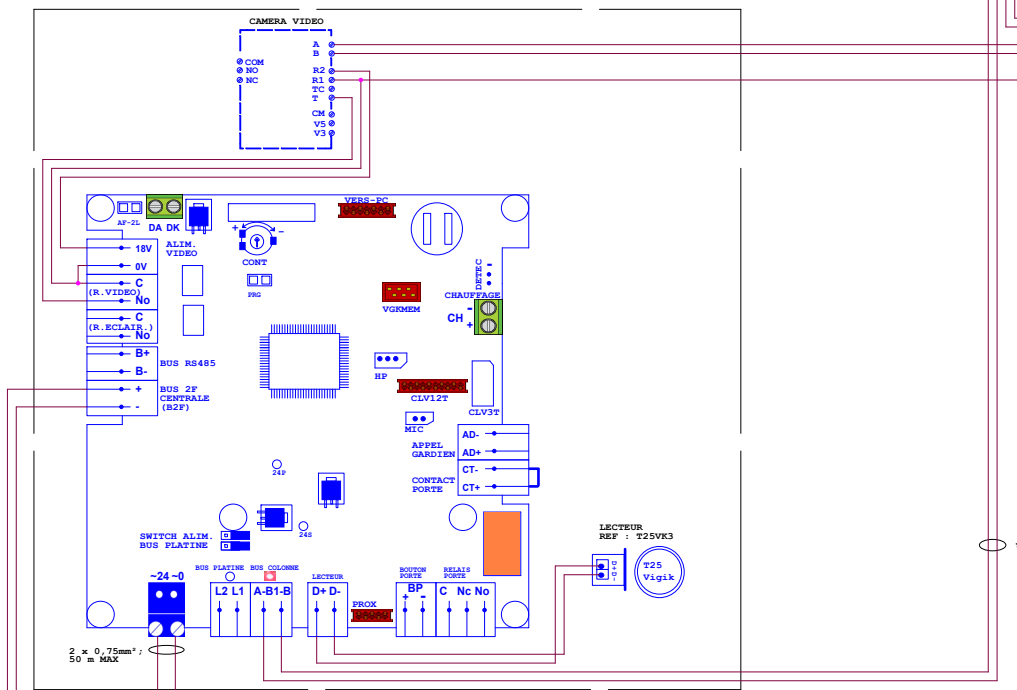 CAMERA VIDEO
A
B
COM
NO
NC
R2
R1
TC
T
CM
V5
V3
VERS-PC
AF-2L
DA DK
+ -
CONT
ALIM.
VIDEO
18V
0V
C
(R.VIDEO)
No
C
(R.ECLAIR.)
No
B+
B-
BUS RS485
+
-
BUS 2F
CENTRALE
(B2F)
PRG
VGKMEM
DETEC
CHAUFFAGE
CH
-
+
HP
CLV12T
CLV3T
MIC
AD-
AD+
APPEL
GARDIEN
CT-
CT+
CONTACT
PORTE
24P
24S
SWITCH ALIM.
BUS PLATINE
LECTEUR
REF : T25VK3
D+
D-
T25
Vigik
~24 ~0
BUS PLATINE
L2 L1
BUS COLONNE
A-B1-B
LECTEUR
D+ D-
PROX
BOUTON
PORTE
BP
+ -
RELAIS
PORTE
C Nc No
2 x 0,75mm²;
50 m MAX